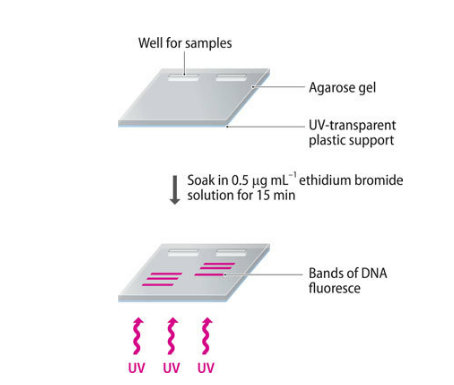 Well for samples
Agarose gel
UV-transparent
plastic support
Soak in 0.5 µg mL⁻¹ ethidium bromide
solution for 15 min
Bands of DNA
fluoresce
UV UV UV